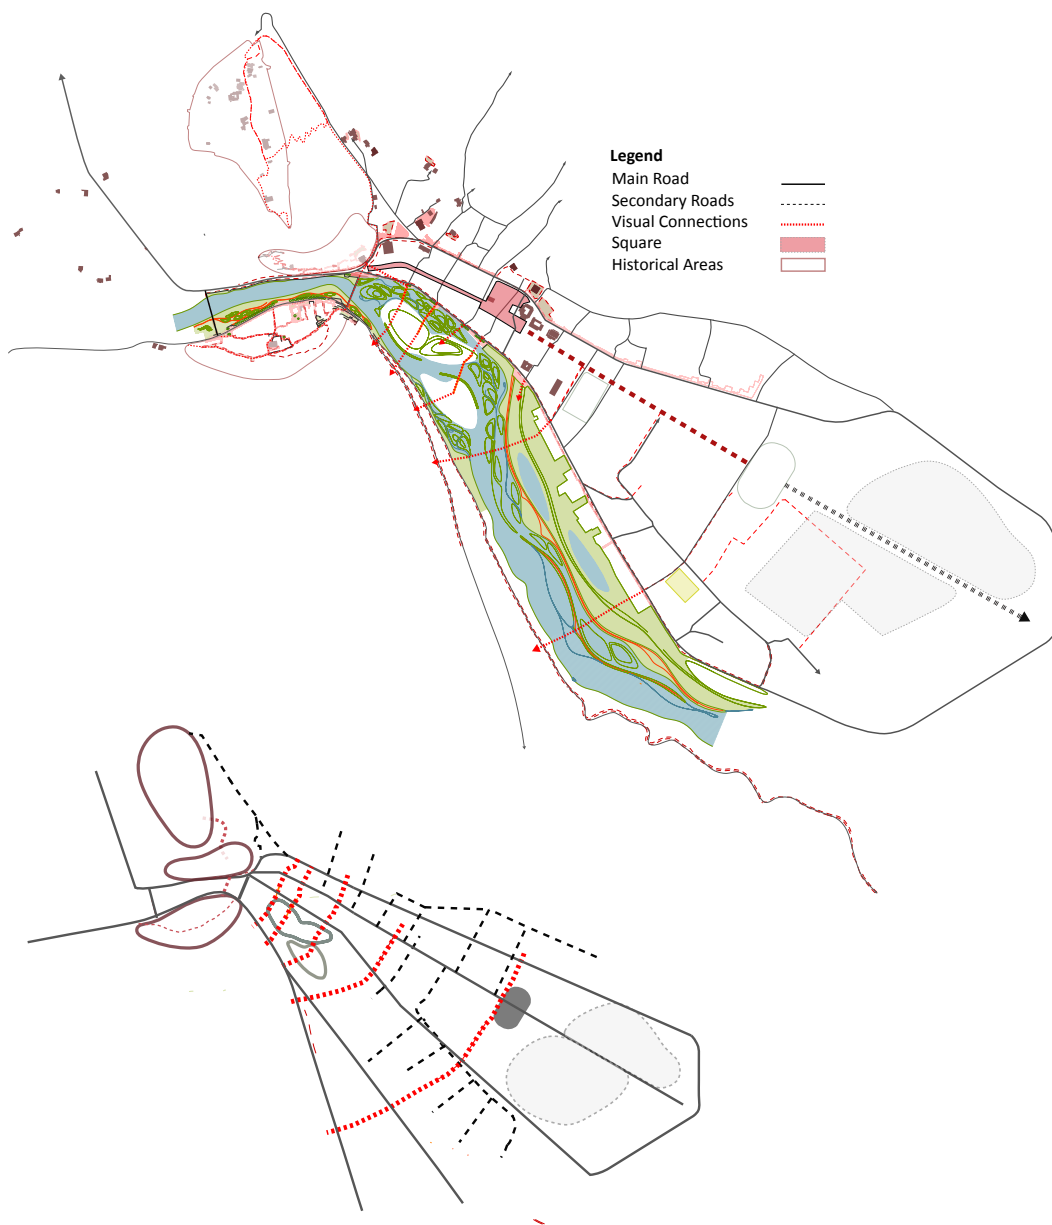 Legend
Main Road
Secondary Roads
Visual Connections
Square
Historical Areas